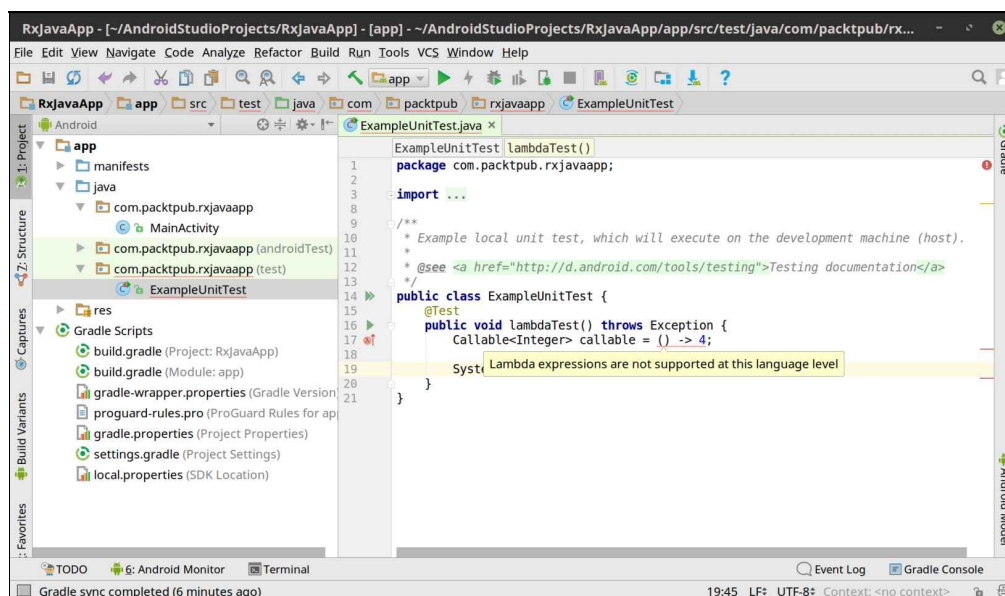 RxJavaApp - [~/AndroidStudioProjects/RxJavaApp] - [app] - ~/AndroidStudioProjects/RxJavaApp/app/src/test/java/com/packtpub/rx...
File Edit View Navigate Code Analyze Refactor Build Run Tools VCS Window Help
app
RxJavaApp app src test java com packtpub rxjavaapp ExampleUnitTest
Android
ExampleUnitTest.java
ExampleUnitTest lambdaTest()
1: Project
Z: Structure
Captures
Build Variants
Favorites
app
manifests
java
com.packtpub.rxjavaapp
MainActivity
com.packtpub.rxjavaapp (androidTest)
com.packtpub.rxjavaapp (test)
ExampleUnitTest
res
Gradle Scripts
build.gradle (Project: RxJavaApp)
build.gradle (Module: app)
gradle-wrapper.properties (Gradle Version
proguard-rules.pro (ProGuard Rules for ap
gradle.properties (Project Properties)
settings.gradle (Project Settings)
local.properties (SDK Location)
1 package com.packtpub.rxjavaapp;
2
3 import ...
8
9 /**
10 * Example local unit test, which will execute on the development machine (host).
11 *
12 * @see <a href="http://d.android.com/tools/testing">Testing documentation</a>
13 */
14 public class ExampleUnitTest {
15 @Test
16 public void lambdaTest() throws Exception {
17 Callable<Integer> callable = () -> 4;
18
Lambda expressions are not supported at this language level
19 Syste
20 }
21 }
Gradle
Android Model
TODO 6: Android Monitor Terminal Event Log Gradle Console
Gradle sync completed (6 minutes ago) 19:45 LF UTF-8 Context: <no context>